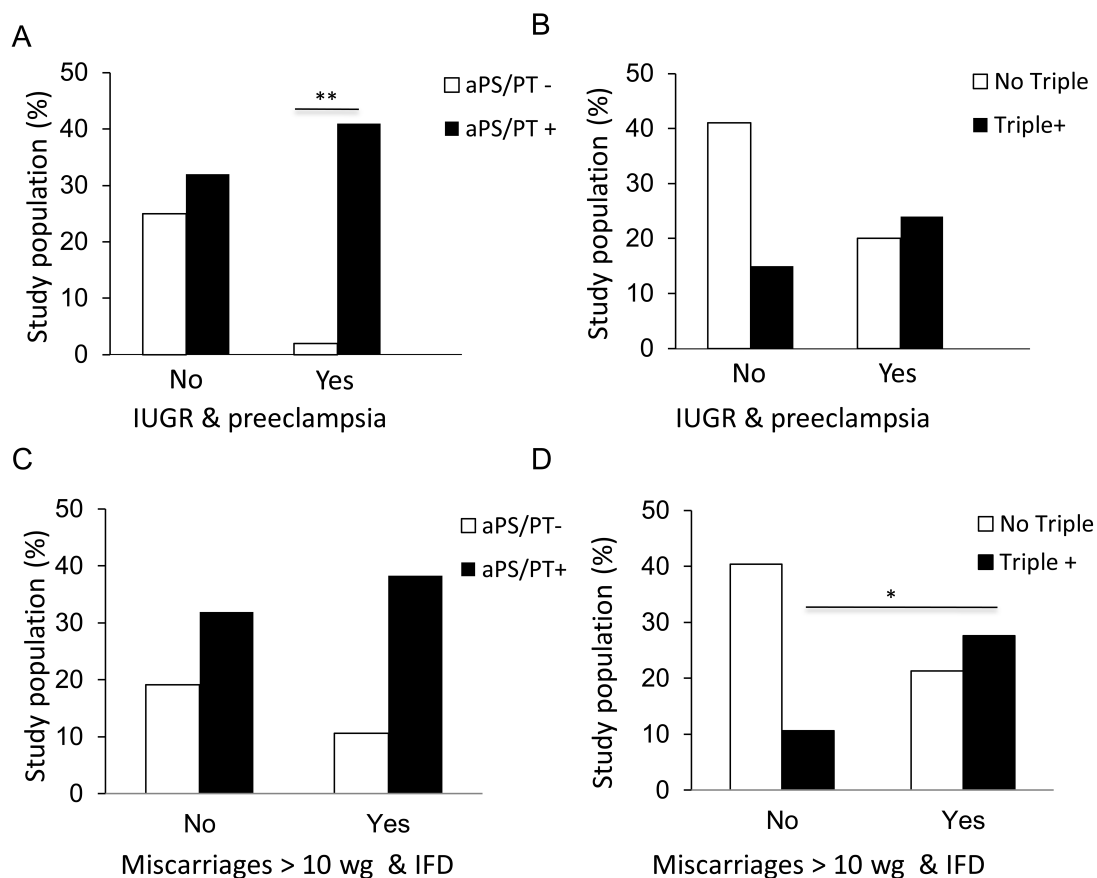 A
Study population (%)
50
40
30
20
10
0
**
aPS/PT -
aPS/PT +
No
Yes
IUGR & preeclampsia
B
Study population (%)
50
40
30
20
10
0
No Triple
Triple+
No
Yes
IUGR & preeclampsia
C
Study population (%)
50
40
30
20
10
0
aPS/PT-
aPS/PT+
No
Yes
Miscarriages > 10 wg & IFD
D
Study population (%)
50
40
30
20
10
0
*
No Triple
Triple +
No
Yes
Miscarriages > 10 wg & IFD